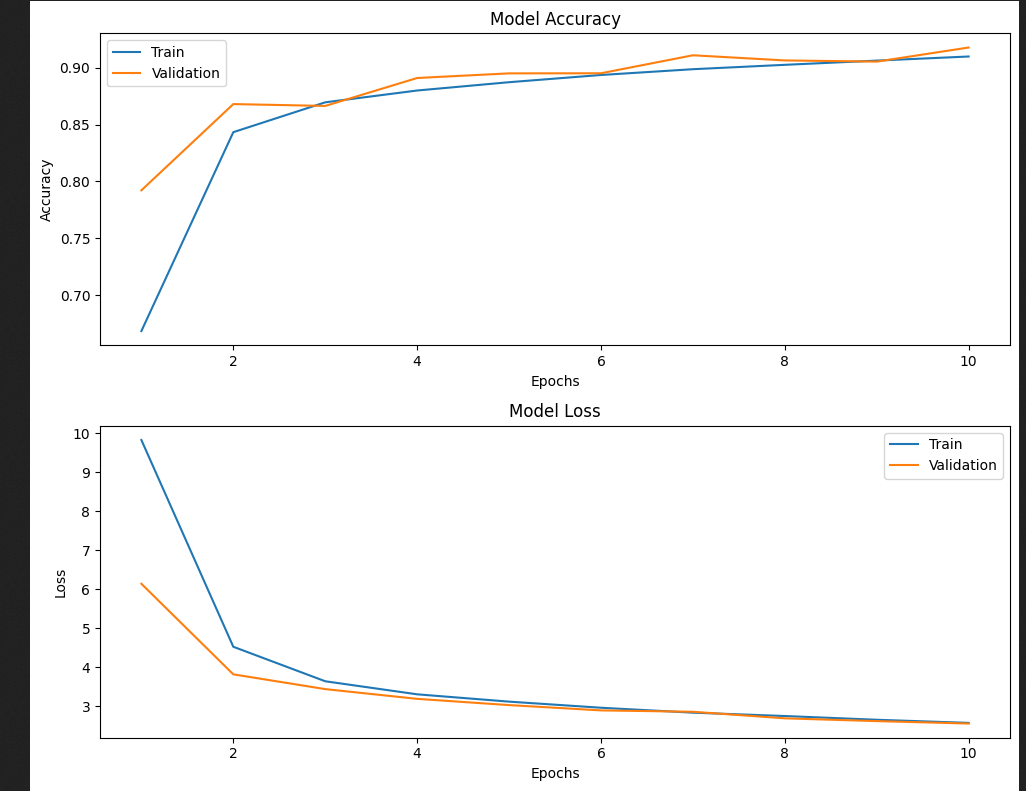 Model Accuracy
Train
Validation
0.90
0.85
0.80
0.75
0.70
Accuracy
2 4 6 8 10
Epochs
Model Loss
Train
Validation
10
9
8
7
6
5
4
3
Loss
2 4 6 8 10
Epochs